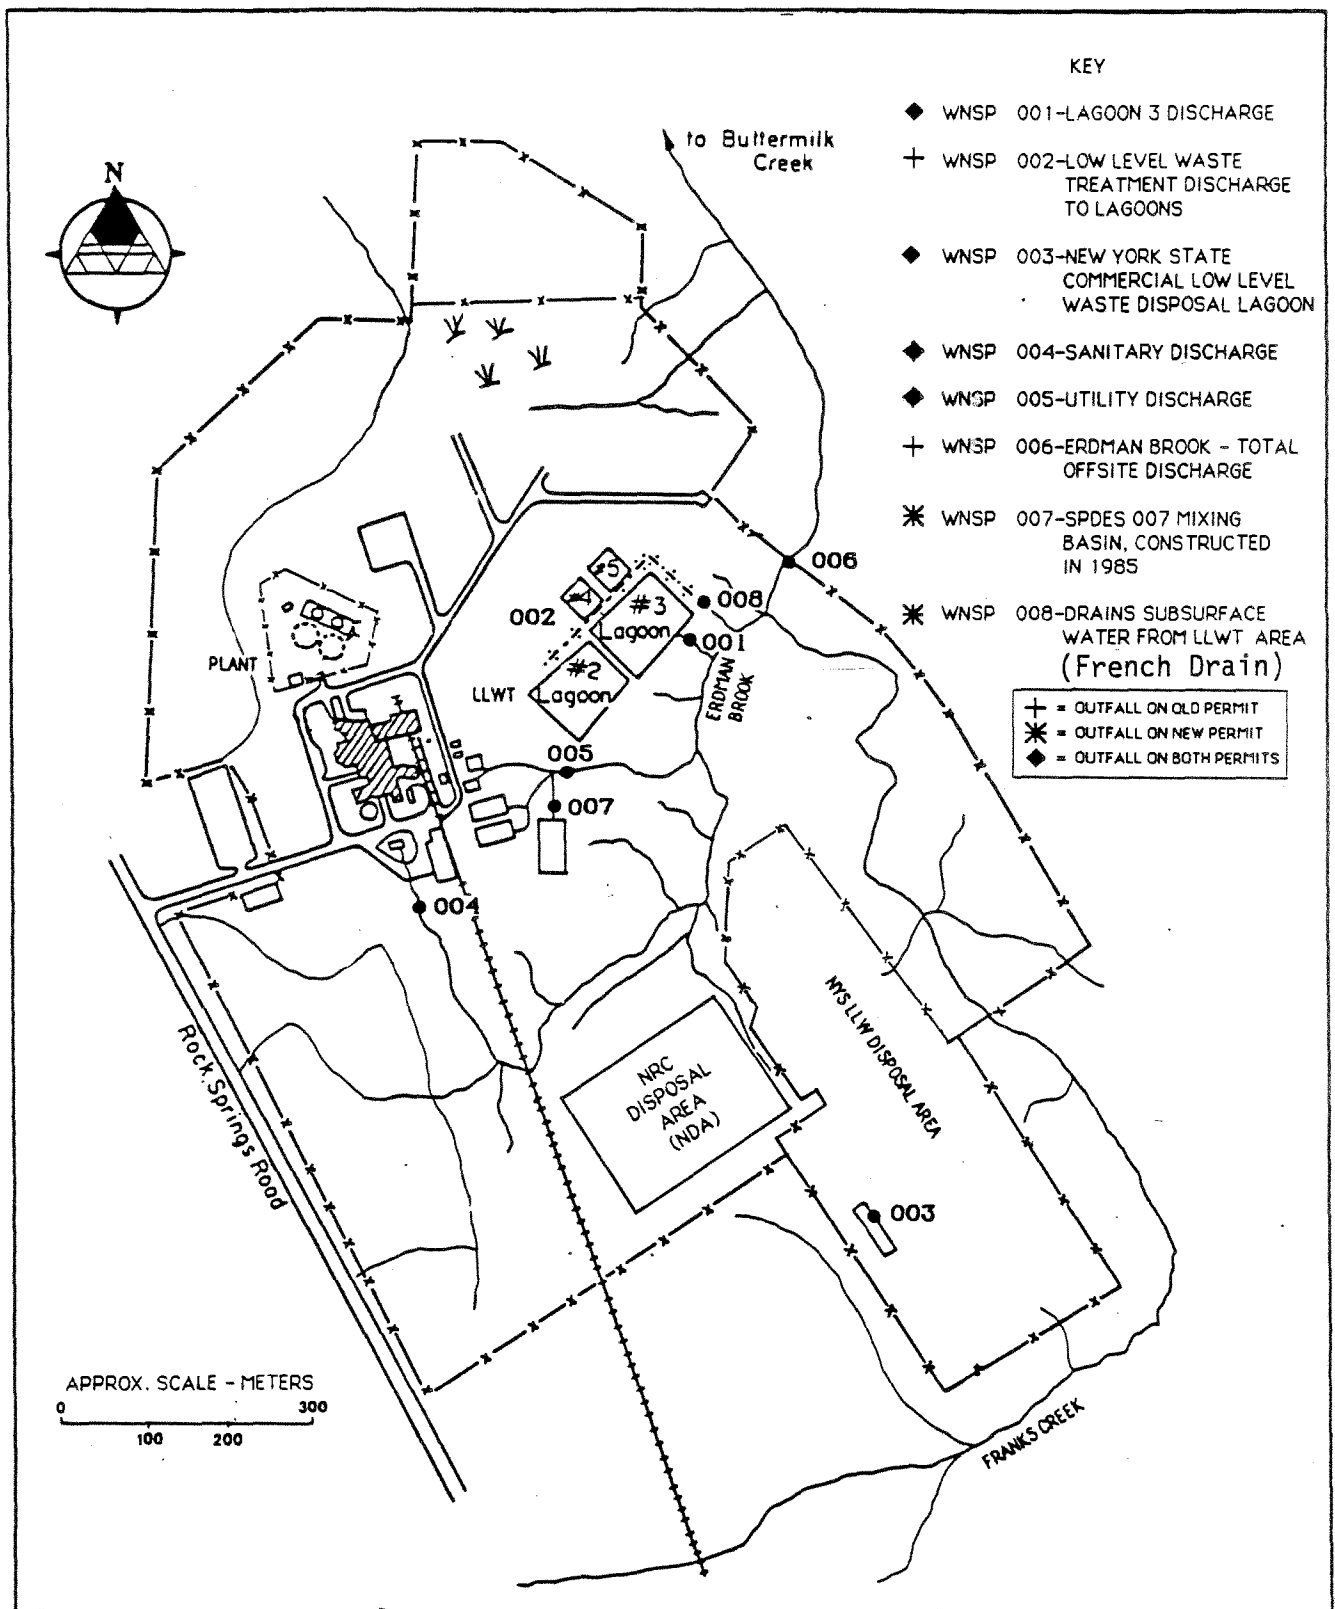 KEY
WNSP 001-LAGOON 3 DISCHARGE
WNSP 002-LOW LEVEL WASTE
TREATMENT DISCHARGE
TO LAGOONS
WNSP 003-NEW YORK STATE
COMMERCIAL LOW LEVEL
WASTE DISPOSAL LAGOON
WNSP 004-SANITARY DISCHARGE
WNSP 005-UTILITY DISCHARGE
WNSP 006-ERDMAN BROOK - TOTAL
OFFSITE DISCHARGE
WNSP 007-SPDES 007 MIXING
BASIN, CONSTRUCTED
IN 1985
WNSP 008-DRAINS SUBSURFACE
WATER FROM LLWT AREA
(French Drain)
+ = OUTFALL ON OLD PERMIT
= OUTFALL ON NEW PERMIT
◆ = OUTFALL ON BOTH PERMITS
to Buttermilk
Creek
N
006
#5
#4
008
002
#3
Lagoon
001
PLANT
#2
Lagoon
LLWT
ERDMAN
BROOK
005
007
004
NYS LLW DISPOSAL AREA
Rock Springs Road
NRC
DISPOSAL
AREA
(NDA)
003
APPROX. SCALE - METERS
0 300
100 200
FRANKS CREEK